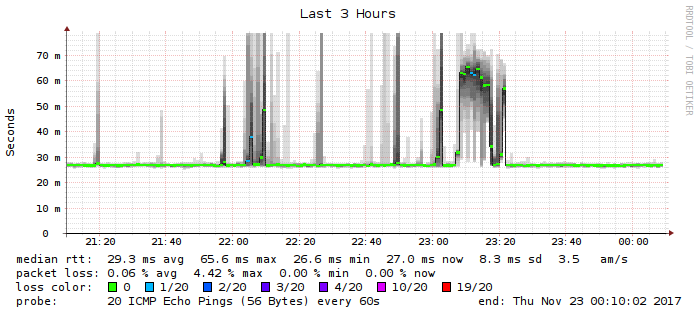 Last 3 Hours
RRDTOOL / TOBI OETIKER
Seconds
70 m
60 m
50 m
40 m
30 m
20 m
10 m
0
21:20 21:40 22:00 22:20 22:40 23:00 23:20 23:40 00:00
median rtt: 29.3 ms avg 65.6 ms max 26.6 ms min 27.0 ms now 8.3 ms sd 3.5 am/s
packet loss: 0.06 % avg 4.42 % max 0.00 % min 0.00 % now
loss color: 0 1/20 2/20 3/20 4/20 10/20 19/20
probe: 20 ICMP Echo Pings (56 Bytes) every 60s end: Thu Nov 23 00:10:02 2017